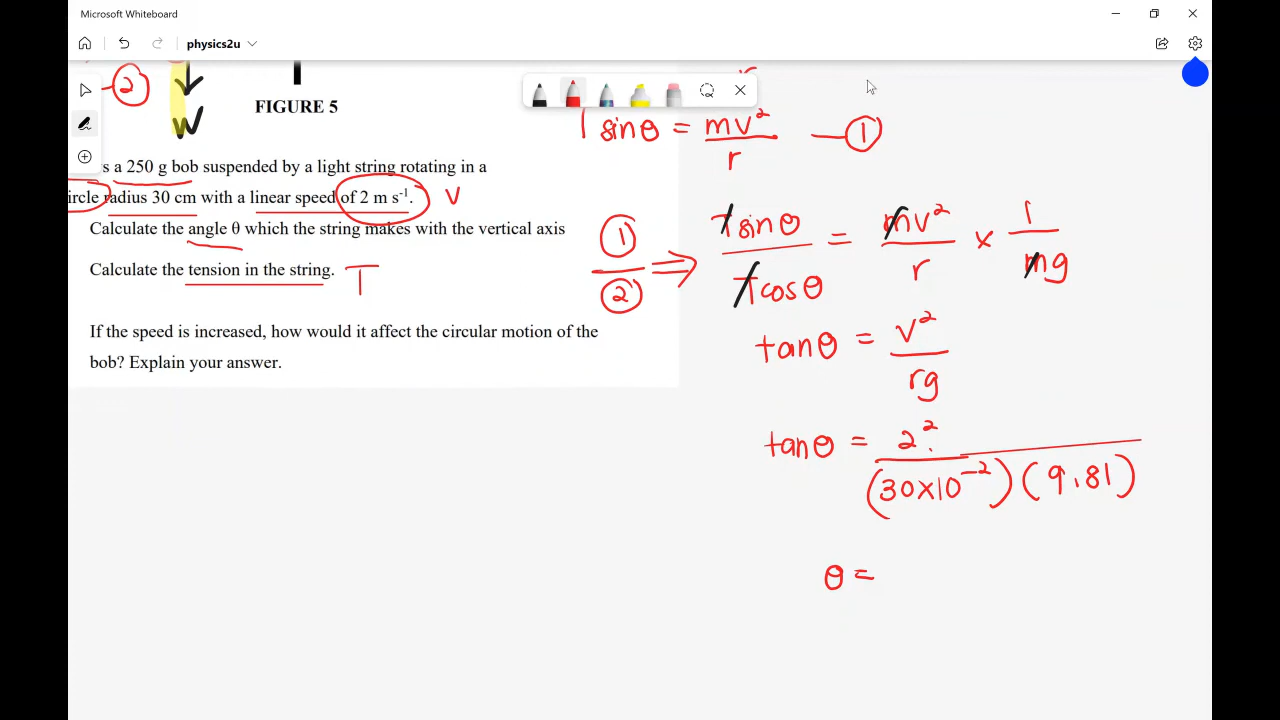 Microsoft Whiteboard
physics2u
② W
FIGURE 5
s a 250 g bob suspended by a light string rotating in a
ircle radius 30 cm with a linear speed of 2 m s⁻¹. V
Calculate the angle θ which the string makes with the vertical axis
Calculate the tension in the string. T
If the speed is increased, how would it affect the circular motion of the
bob? Explain your answer.
r
T sinθ = mv²/r — ①
①/② ⇒ Tsinθ/Tcosθ = mv²/r × 1/mg
tanθ = v²/rg
tanθ = 2²/(30×10⁻²)(9.81)
θ =